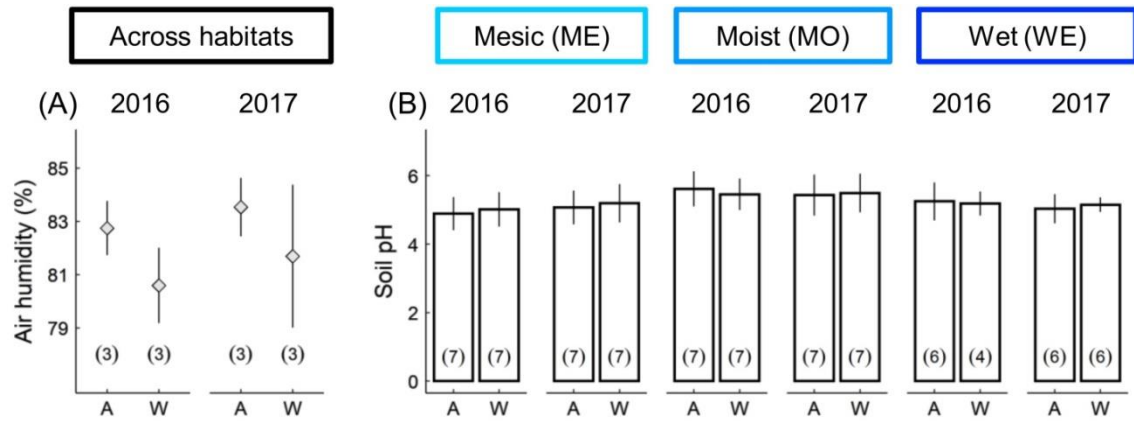 Across habitats
Mesic (ME)
Moist (MO)
Wet (WE)
(A) 2016 2017
(B) 2016 2017 2016 2017 2016 2017
Air humidity (%)
85
83
81
79
(3) (3) (3) (3)
A W A W
Soil pH
6
4
2
0
(7) (7) (7) (7) (7) (7) (7) (7) (6) (4) (6) (6)
A W A W A W A W A W A W